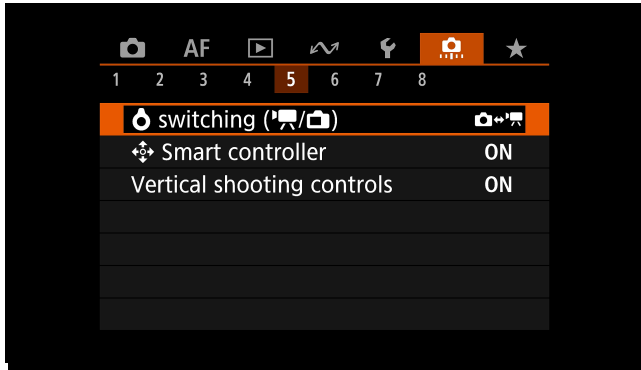 AF
1 2 3 4 5 6 7 8
switching ( / )
Smart controller ON
Vertical shooting controls ON